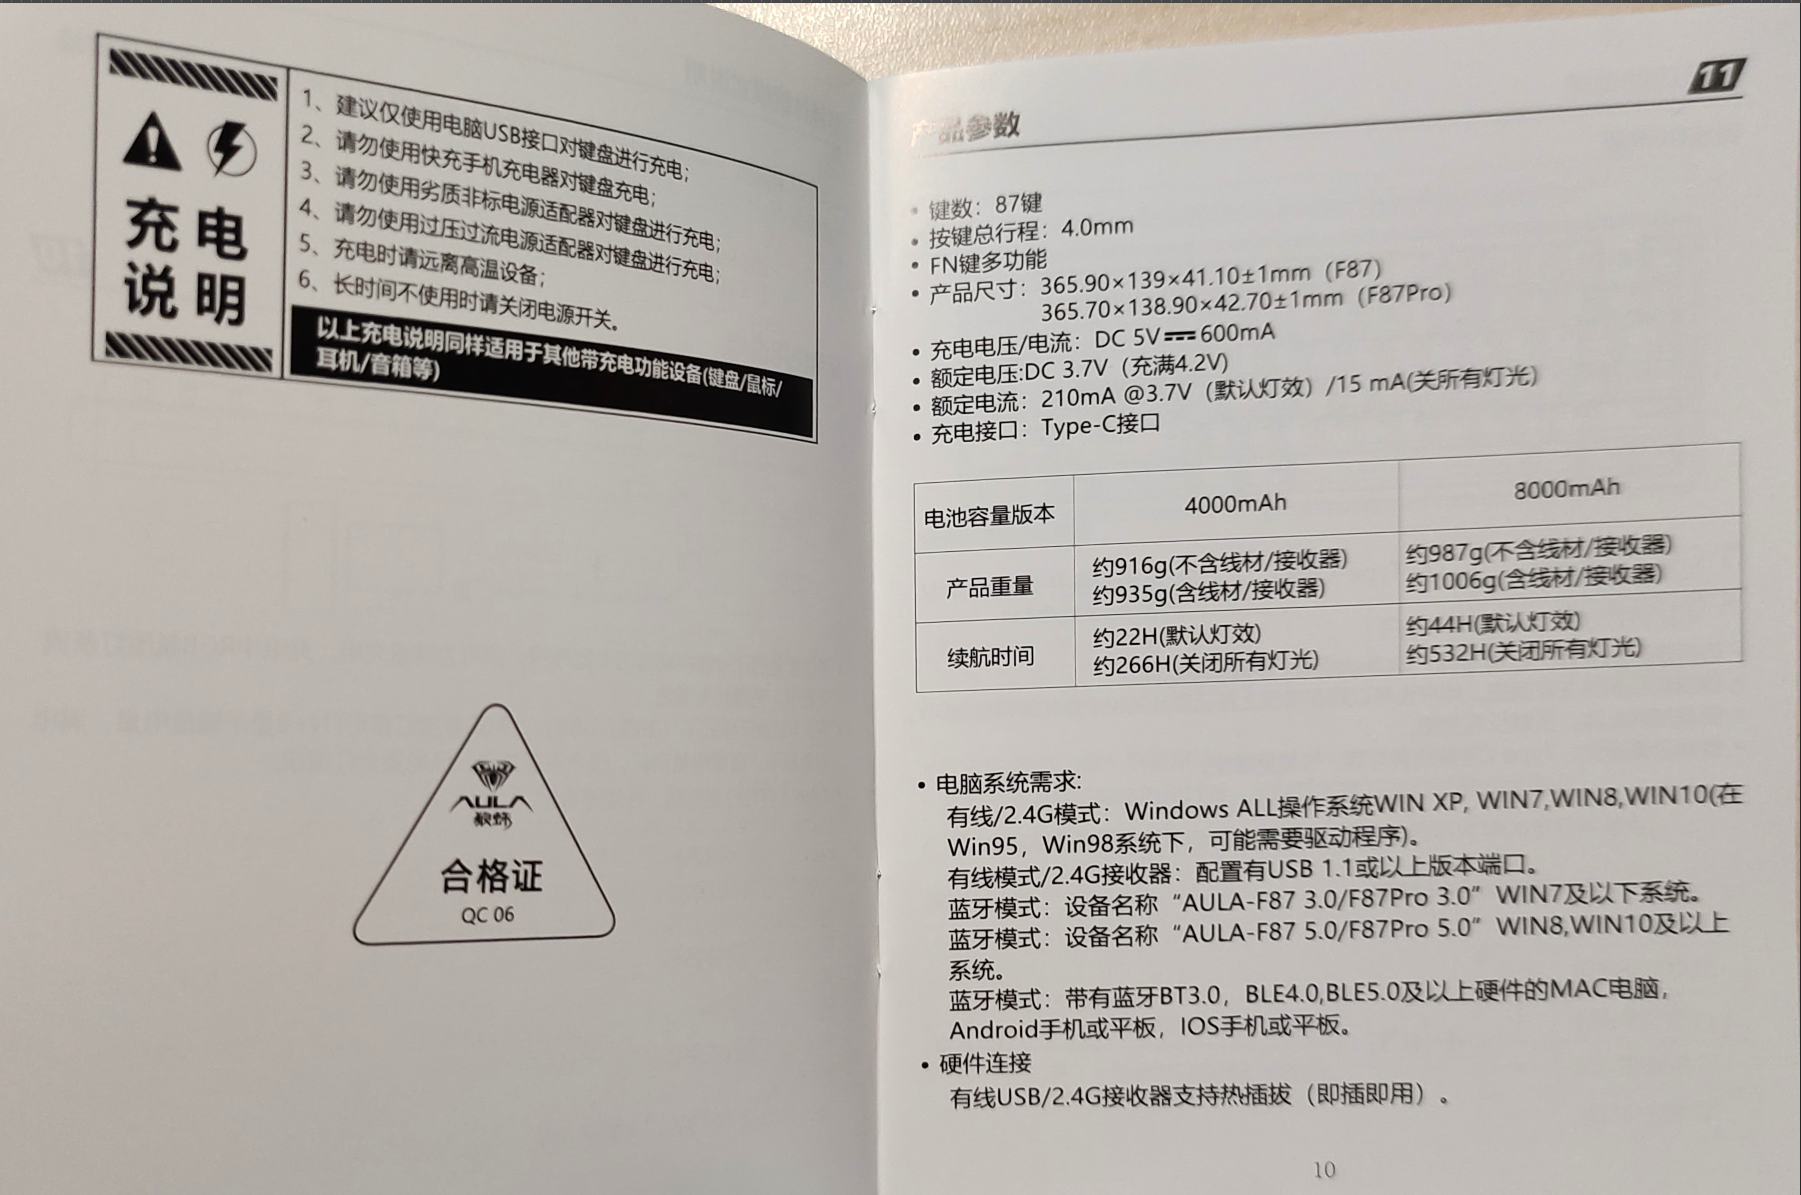 充电
说明
1、建议仅使用电脑USB接口对键盘进行充电；
2、请勿使用快充手机充电器对键盘充电；
3、请勿使用劣质非标电源适配器对键盘进行充电；
4、请勿使用过压过流电源适配器对键盘进行充电；
5、充电时请远离高温设备；
6、长时间不使用时请关闭电源开关。
以上充电说明同样适用于其他带充电功能设备(键盘/鼠标/
耳机/音箱等)
AULA
狼蛛
合格证
QC 06
11
产品参数
• 键数：87键
• 按键总行程：4.0mm
• FN键多功能
• 产品尺寸：365.90×139×41.10±1mm（F87）
365.70×138.90×42.70±1mm（F87Pro）
• 充电电压/电流：DC 5V⎓600mA
• 额定电压:DC 3.7V（充满4.2V）
• 额定电流：210mA @3.7V（默认灯效）/15 mA(关所有灯光）
• 充电接口：Type-C接口
电池容量版本 4000mAh 8000mAh
产品重量 约916g(不含线材/接收器) 约987g(不含线材/接收器)
约935g(含线材/接收器) 约1006g(含线材/接收器)
续航时间 约22H(默认灯效) 约44H(默认灯效)
约266H(关闭所有灯光) 约532H(关闭所有灯光)
• 电脑系统需求:
有线/2.4G模式：Windows ALL操作系统WIN XP, WIN7,WIN8,WIN10(在
Win95，Win98系统下，可能需要驱动程序)。
有线模式/2.4G接收器：配置有USB 1.1或以上版本端口。
蓝牙模式：设备名称“AULA-F87 3.0/F87Pro 3.0”WIN7及以下系统。
蓝牙模式：设备名称“AULA-F87 5.0/F87Pro 5.0”WIN8,WIN10及以上
系统。
蓝牙模式：带有蓝牙BT3.0，BLE4.0,BLE5.0及以上硬件的MAC电脑，
Android手机或平板，IOS手机或平板。
• 硬件连接
有线USB/2.4G接收器支持热插拔（即插即用）。
10